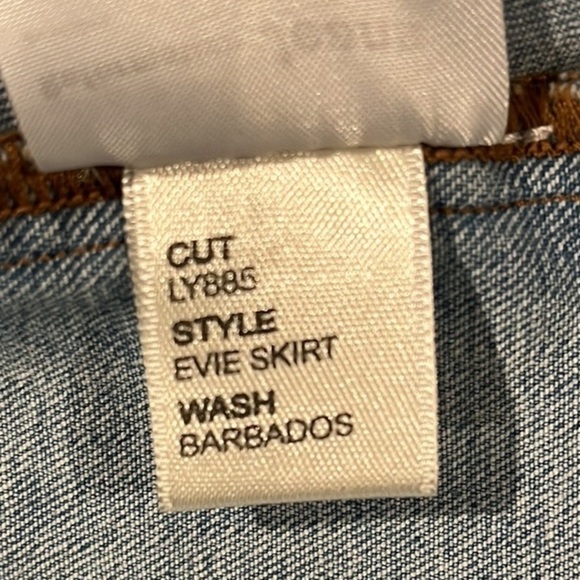 CUT
LY885
STYLE
EVIE SKIRT
WASH
BARBADOS